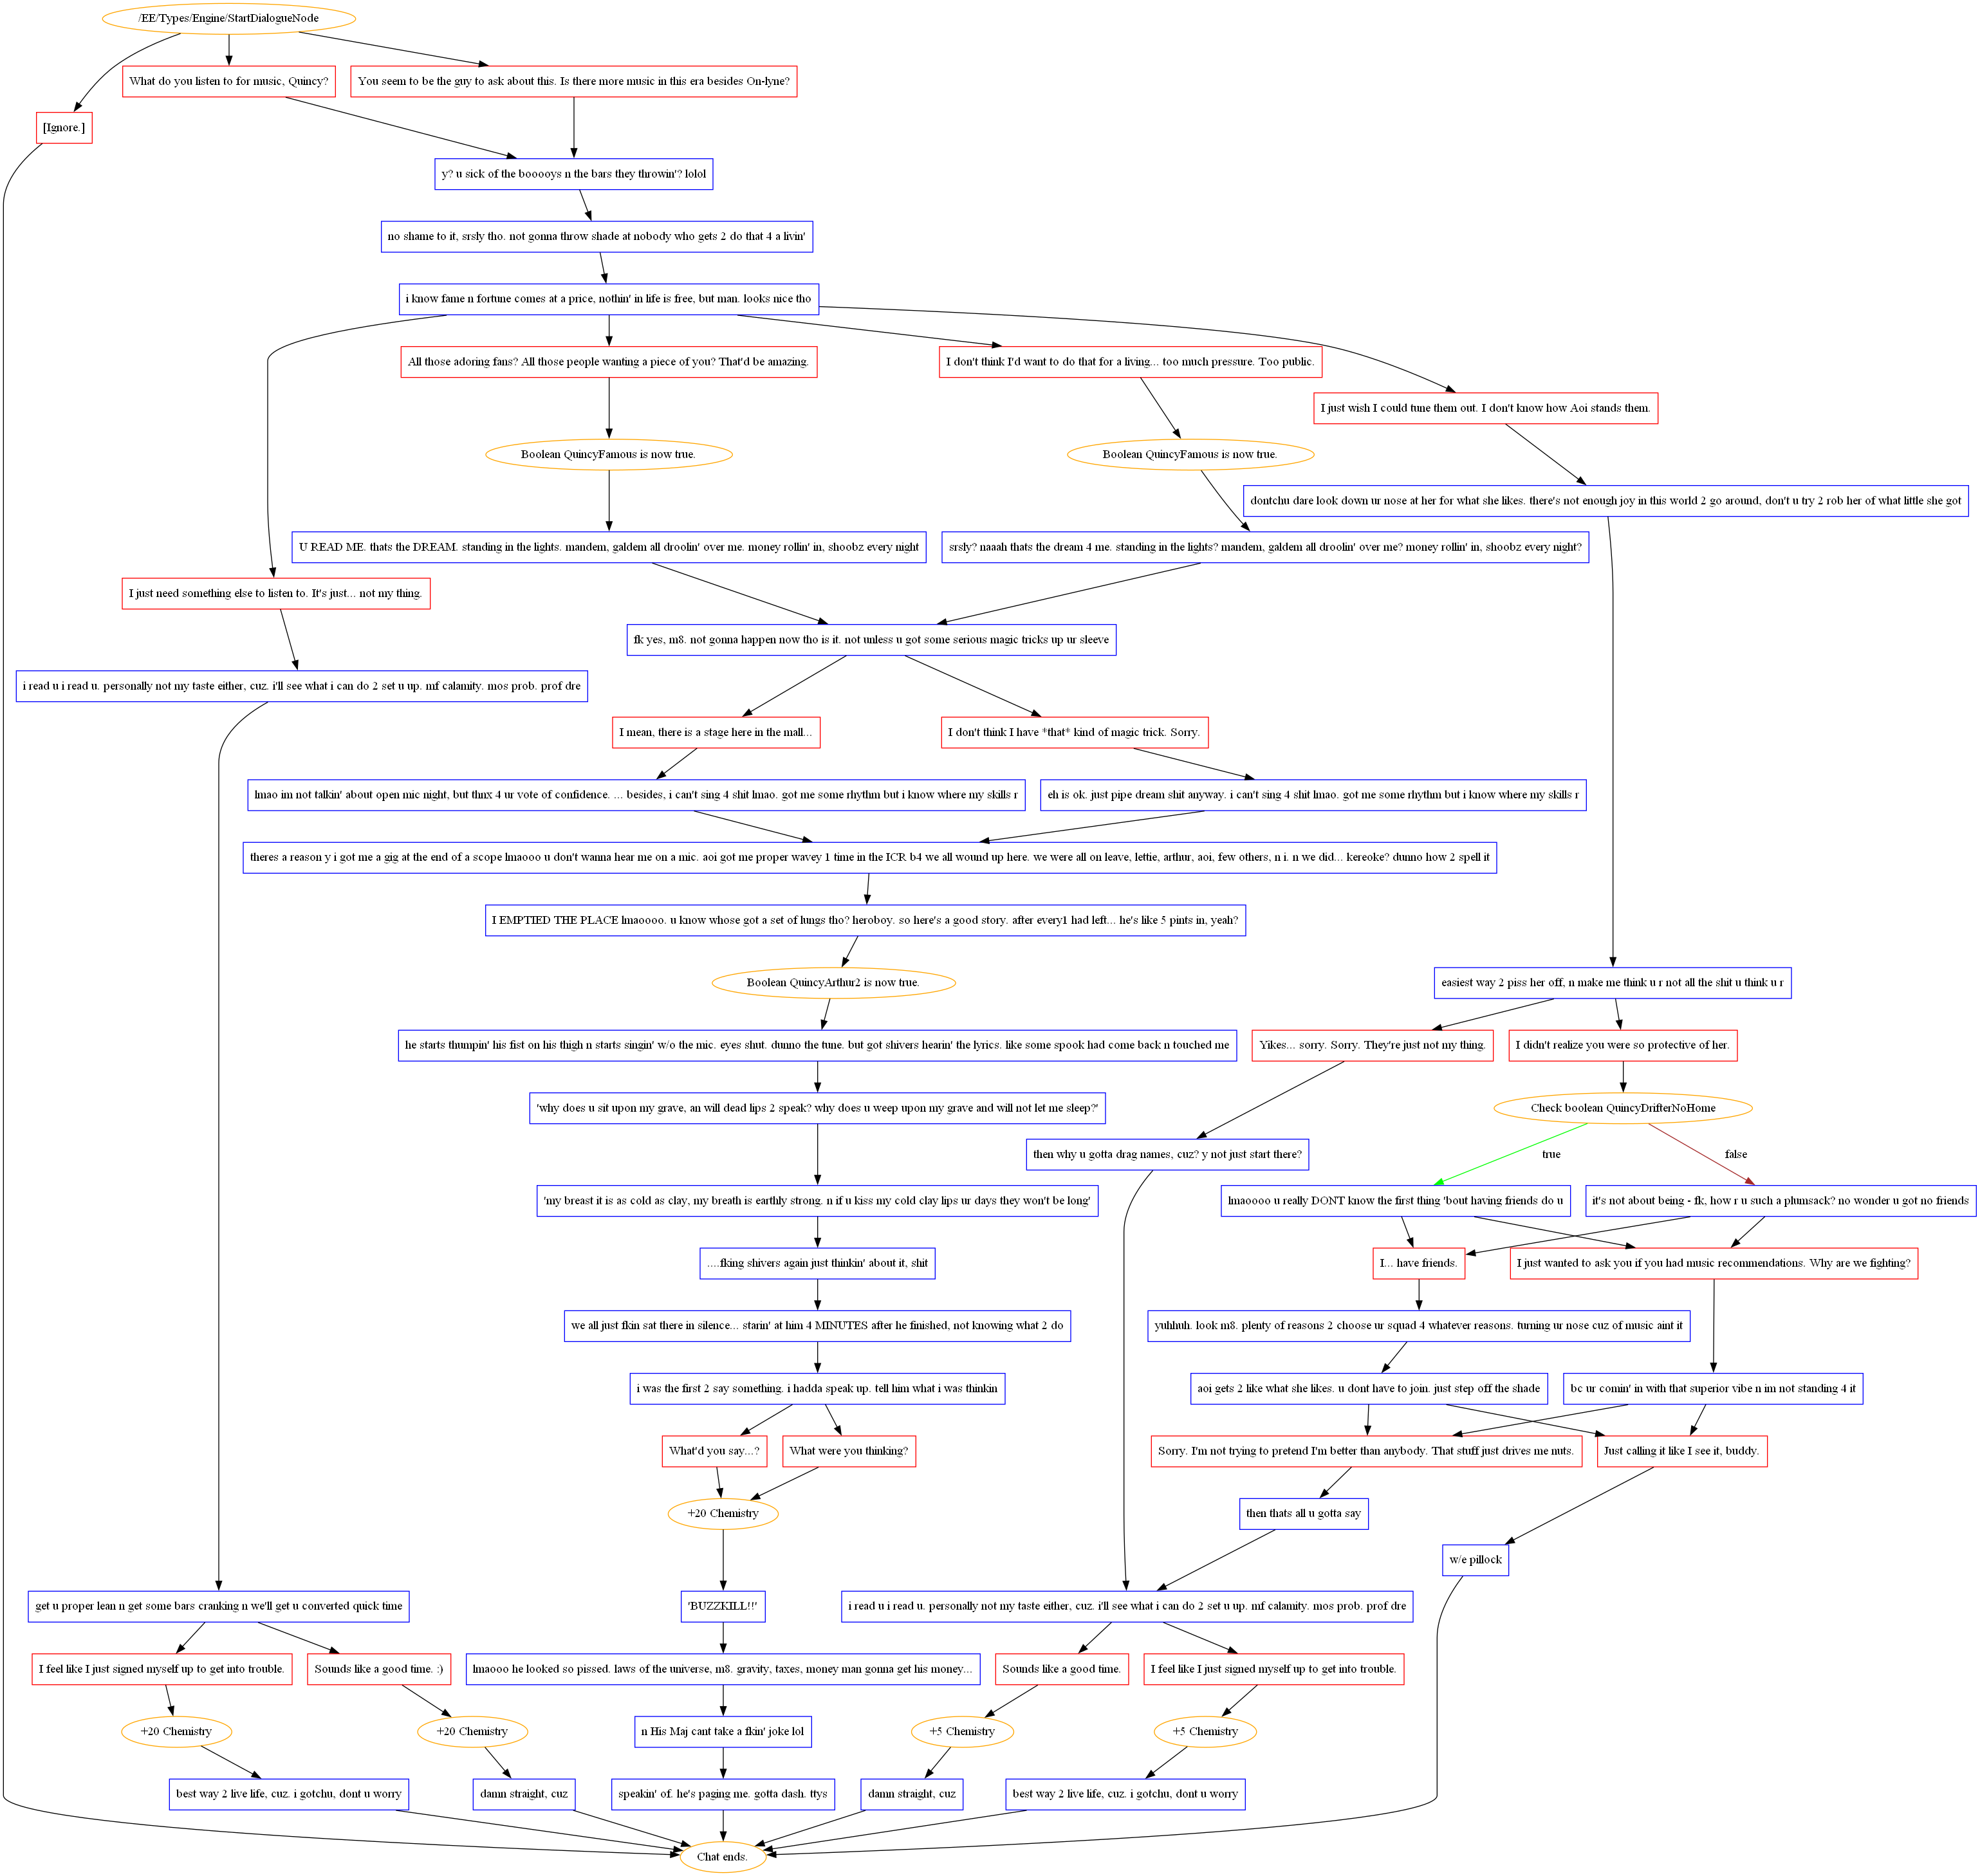 /EE/Types/Engine/StartDialogueNode
What do you listen to for music, Quincy?
You seem to be the guy to ask about this. Is there more music in this era besides On-lyne?
[Ignore.]
y? u sick of the booooys n the bars they throwin'? lolol
no shame to it, srsly tho. not gonna throw shade at nobody who gets 2 do that 4 a livin'
i know fame n fortune comes at a price, nothin' in life is free, but man. looks nice tho
All those adoring fans? All those people wanting a piece of you? That'd be amazing.
I don't think I'd want to do that for a living... too much pressure. Too public.
I just wish I could tune them out. I don't know how Aoi stands them.
Boolean QuincyFamous is now true.
Boolean QuincyFamous is now true.
dontchu dare look down ur nose at her for what she likes. there's not enough joy in this world 2 go around, don't u try 2 rob her of what little she got
U READ ME. thats the DREAM. standing in the lights. mandem, galdem all droolin' over me. money rollin' in, shoobz every night
srsly? naaah thats the dream 4 me. standing in the lights? mandem, galdem all droolin' over me? money rollin' in, shoobz every night?
I just need something else to listen to. It's just... not my thing.
fk yes, m8. not gonna happen now tho is it. not unless u got some serious magic tricks up ur sleeve
i read u i read u. personally not my taste either, cuz. i'll see what i can do 2 set u up. mf calamity. mos prob. prof dre
I mean, there is a stage here in the mall...
I don't think I have *that* kind of magic trick. Sorry.
lmao im not talkin' about open mic night, but thnx 4 ur vote of confidence. ... besides, i can't sing 4 shit lmao. got me some rhythm but i know where my skills r
eh is ok. just pipe dream shit anyway. i can't sing 4 shit lmao. got me some rhythm but i know where my skills r
theres a reason y i got me a gig at the end of a scope lmaooo u don't wanna hear me on a mic. aoi got me proper wavey 1 time in the ICR b4 we all wound up here. we were all on leave, lettie, arthur, aoi, few others, n i. n we did... kereoke? dunno how 2 spell it
I EMPTIED THE PLACE lmaoooo. u know whose got a set of lungs tho? heroboy. so here's a good story. after every1 had left... he's like 5 pints in, yeah?
Boolean QuincyArthur2 is now true.
easiest way 2 piss her off, n make me think u r not all the shit u think u r
he starts thumpin' his fist on his thigh n starts singin' w/o the mic. eyes shut. dunno the tune. but got shivers hearin' the lyrics. like some spook had come back n touched me
Yikes... sorry. Sorry. They're just not my thing.
I didn't realize you were so protective of her.
'why does u sit upon my grave, an will dead lips 2 speak? why does u weep upon my grave and will not let me sleep?'
Check boolean QuincyDrifterNoHome
then why u gotta drag names, cuz? y not just start there?
true
false
'my breast it is as cold as clay, my breath is earthly strong. n if u kiss my cold clay lips ur days they won't be long'
lmaoooo u really DONT know the first thing 'bout having friends do u
it's not about being - fk, how r u such a plumsack? no wonder u got no friends
....fking shivers again just thinkin' about it, shit
I... have friends.
I just wanted to ask you if you had music recommendations. Why are we fighting?
we all just fkin sat there in silence... starin' at him 4 MINUTES after he finished, not knowing what 2 do
yuhhuh. look m8. plenty of reasons 2 choose ur squad 4 whatever reasons. turning ur nose cuz of music aint it
i was the first 2 say something. i hadda speak up. tell him what i was thinkin
aoi gets 2 like what she likes. u dont have to join. just step off the shade
bc ur comin' in with that superior vibe n im not standing 4 it
What'd you say...?
What were you thinking?
Sorry. I'm not trying to pretend I'm better than anybody. That stuff just drives me nuts.
Just calling it like I see it, buddy.
+20 Chemistry
then thats all u gotta say
w/e pillock
get u proper lean n get some bars cranking n we'll get u converted quick time
'BUZZKILL!!'
i read u i read u. personally not my taste either, cuz. i'll see what i can do 2 set u up. mf calamity. mos prob. prof dre
I feel like I just signed myself up to get into trouble.
Sounds like a good time. :)
lmaooo he looked so pissed. laws of the universe, m8. gravity, taxes, money man gonna get his money...
Sounds like a good time.
I feel like I just signed myself up to get into trouble.
+20 Chemistry
+20 Chemistry
n His Maj cant take a fkin' joke lol
+5 Chemistry
+5 Chemistry
best way 2 live life, cuz. i gotchu, dont u worry
damn straight, cuz
speakin' of. he's paging me. gotta dash. ttys
damn straight, cuz
best way 2 live life, cuz. i gotchu, dont u worry
Chat ends.